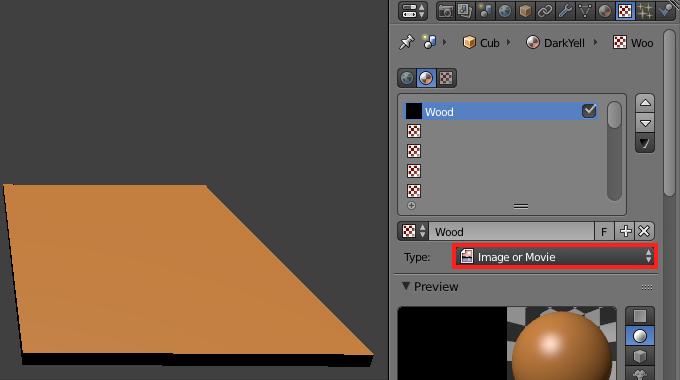 Cub DarkYell Woo
Wood
Wood F
Type: Image or Movie
Preview